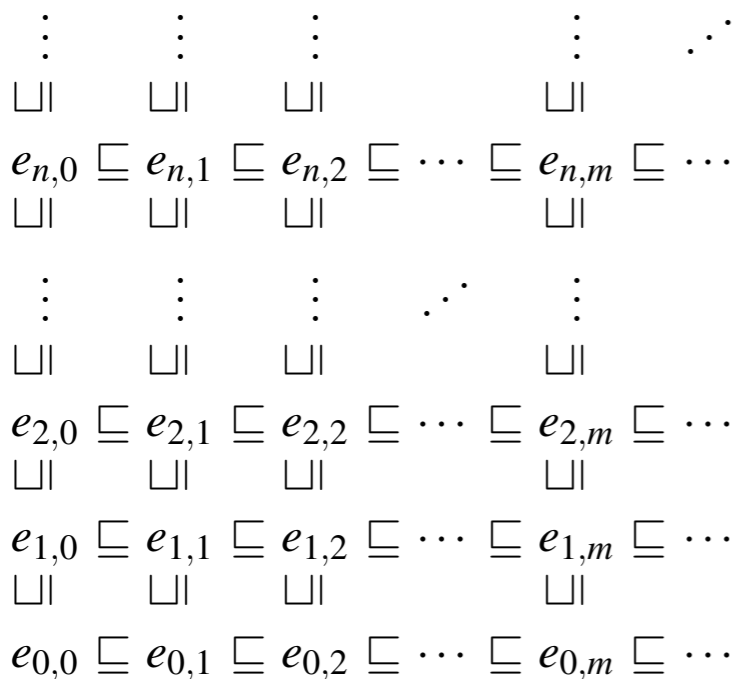 ⋮ ⋮ ⋮ ⋮ ⋰
⊔| ⊔| ⊔| ⊔|
e_{n,0} ⊑ e_{n,1} ⊑ e_{n,2} ⊑ ⋯ ⊑ e_{n,m} ⊑ ⋯
⊔| ⊔| ⊔| ⊔|
⋮ ⋮ ⋮ ⋰ ⋮
⊔| ⊔| ⊔| ⊔|
e_{2,0} ⊑ e_{2,1} ⊑ e_{2,2} ⊑ ⋯ ⊑ e_{2,m} ⊑ ⋯
⊔| ⊔| ⊔| ⊔|
e_{1,0} ⊑ e_{1,1} ⊑ e_{1,2} ⊑ ⋯ ⊑ e_{1,m} ⊑ ⋯
⊔| ⊔| ⊔| ⊔|
e_{0,0} ⊑ e_{0,1} ⊑ e_{0,2} ⊑ ⋯ ⊑ e_{0,m} ⊑ ⋯